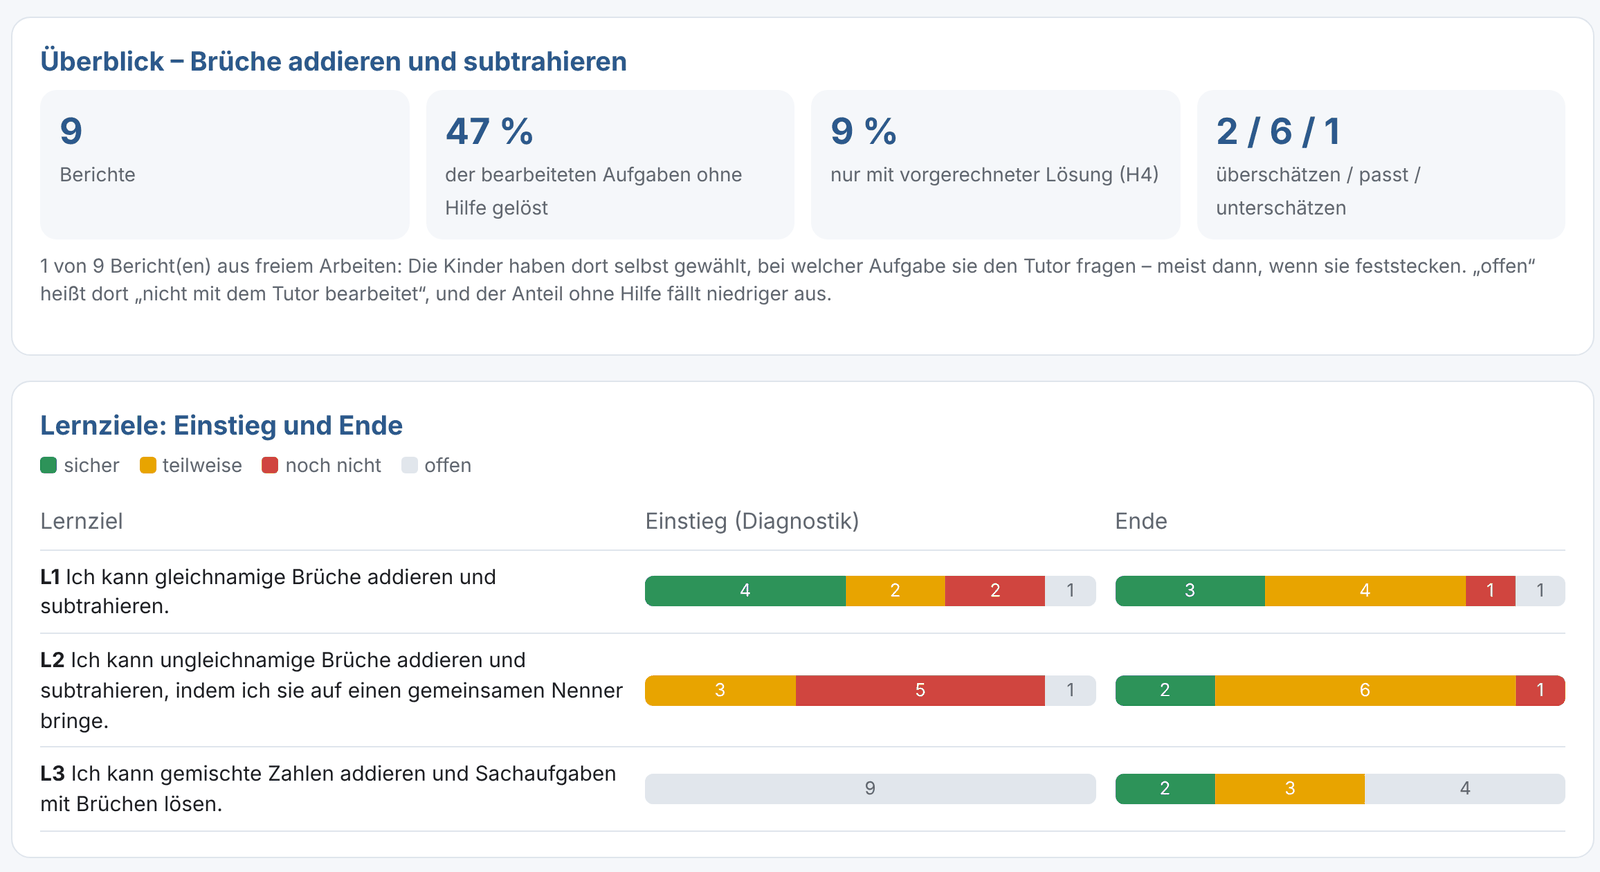 Überblick – Brüche addieren und subtrahieren
9
Berichte
47 %
der bearbeiteten Aufgaben ohne
Hilfe gelöst
9 %
nur mit vorgerechneter Lösung (H4)
2 / 6 / 1
überschätzen / passt /
unterschätzen
1 von 9 Bericht(en) aus freiem Arbeiten: Die Kinder haben dort selbst gewählt, bei welcher Aufgabe sie den Tutor fragen – meist dann, wenn sie feststecken. „offen“
heißt dort „nicht mit dem Tutor bearbeitet“, und der Anteil ohne Hilfe fällt niedriger aus.
Lernziele: Einstieg und Ende
sicher teilweise noch nicht offen
Lernziel Einstieg (Diagnostik) Ende
L1 Ich kann gleichnamige Brüche addieren und
subtrahieren.
4 2 2 1 3 4 1 1
L2 Ich kann ungleichnamige Brüche addieren und
subtrahieren, indem ich sie auf einen gemeinsamen Nenner
bringe.
3 5 1 2 6 1
L3 Ich kann gemischte Zahlen addieren und Sachaufgaben
mit Brüchen lösen.
9 2 3 4